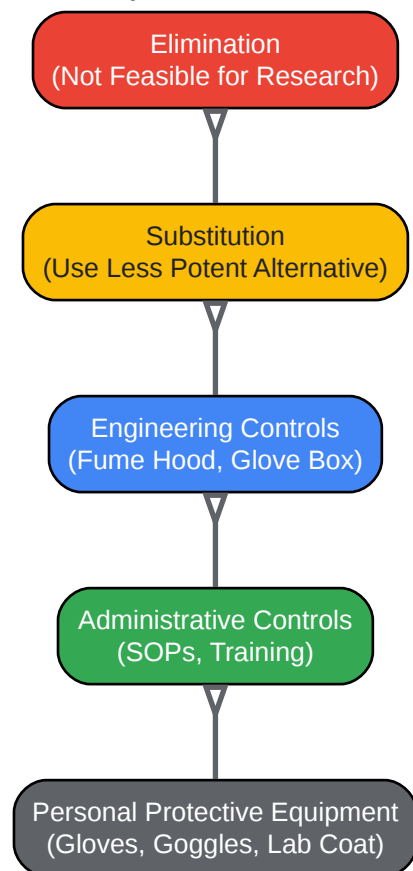 Elimination
(Not Feasible for Research)
Substitution
(Use Less Potent Alternative)
Engineering Controls
(Fume Hood, Glove Box)
Administrative Controls
(SOPs, Training)
Personal Protective Equipment
(Gloves, Goggles, Lab Coat)